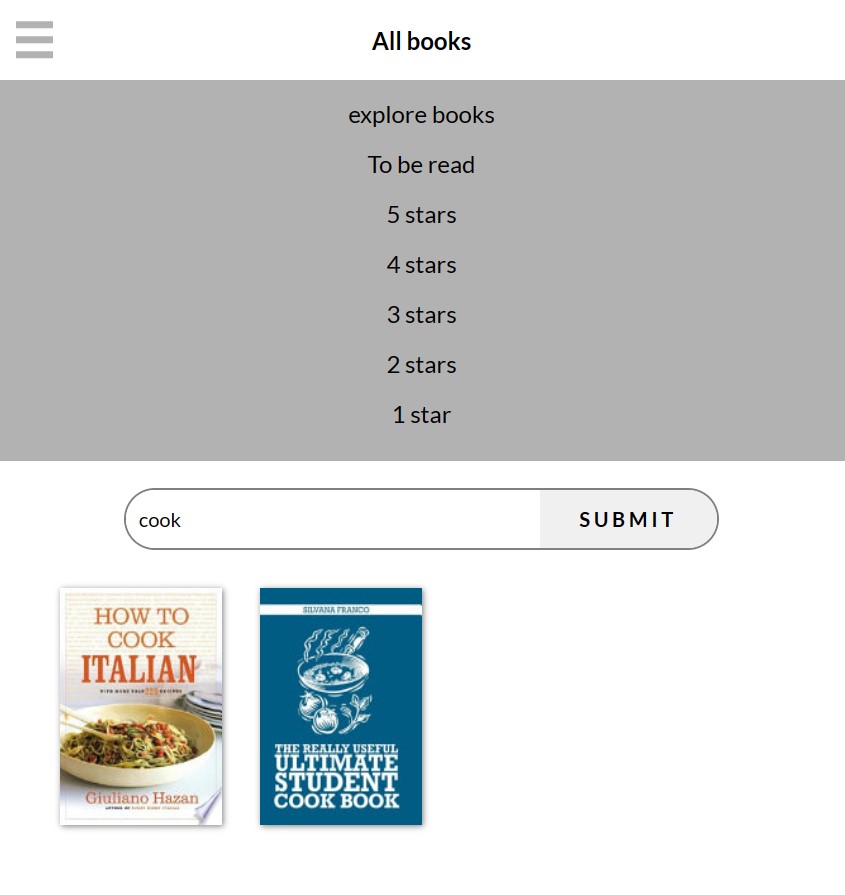 All books
explore books
To be read
5 stars
4 stars
3 stars
2 stars
1 star
cook
SUBMIT
HOW TO
COOK
ITALIAN
WITH MORE THAN 225 RECIPES
Giuliano Hazan
SILVANA FRANCO
THE REALLY USEFUL
ULTIMATE
STUDENT
COOK BOOK